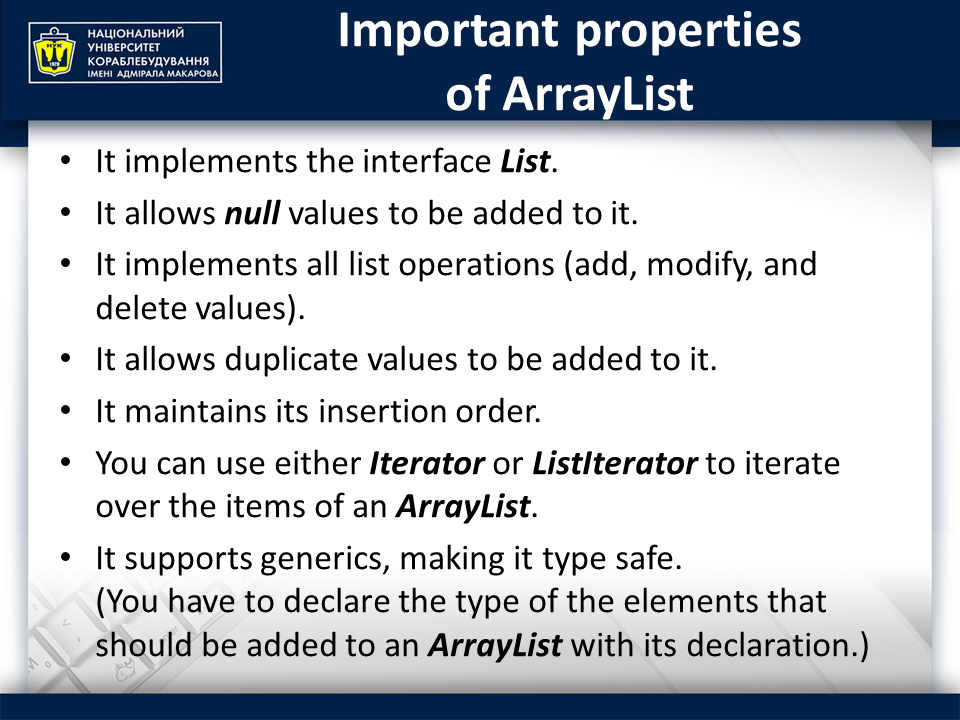 НАЦІОНАЛЬНИЙ
УНІВЕРСИТЕТ
КОРАБЛЕБУДУВАННЯ
ІМЕНІ АДМІРАЛА МАКАРОВА
НУК
1920
Important properties
of ArrayList
• It implements the interface List.
• It allows null values to be added to it.
• It implements all list operations (add, modify, and
delete values).
• It allows duplicate values to be added to it.
• It maintains its insertion order.
• You can use either Iterator or ListIterator to iterate
over the items of an ArrayList.
• It supports generics, making it type safe.
(You have to declare the type of the elements that
should be added to an ArrayList with its declaration.)